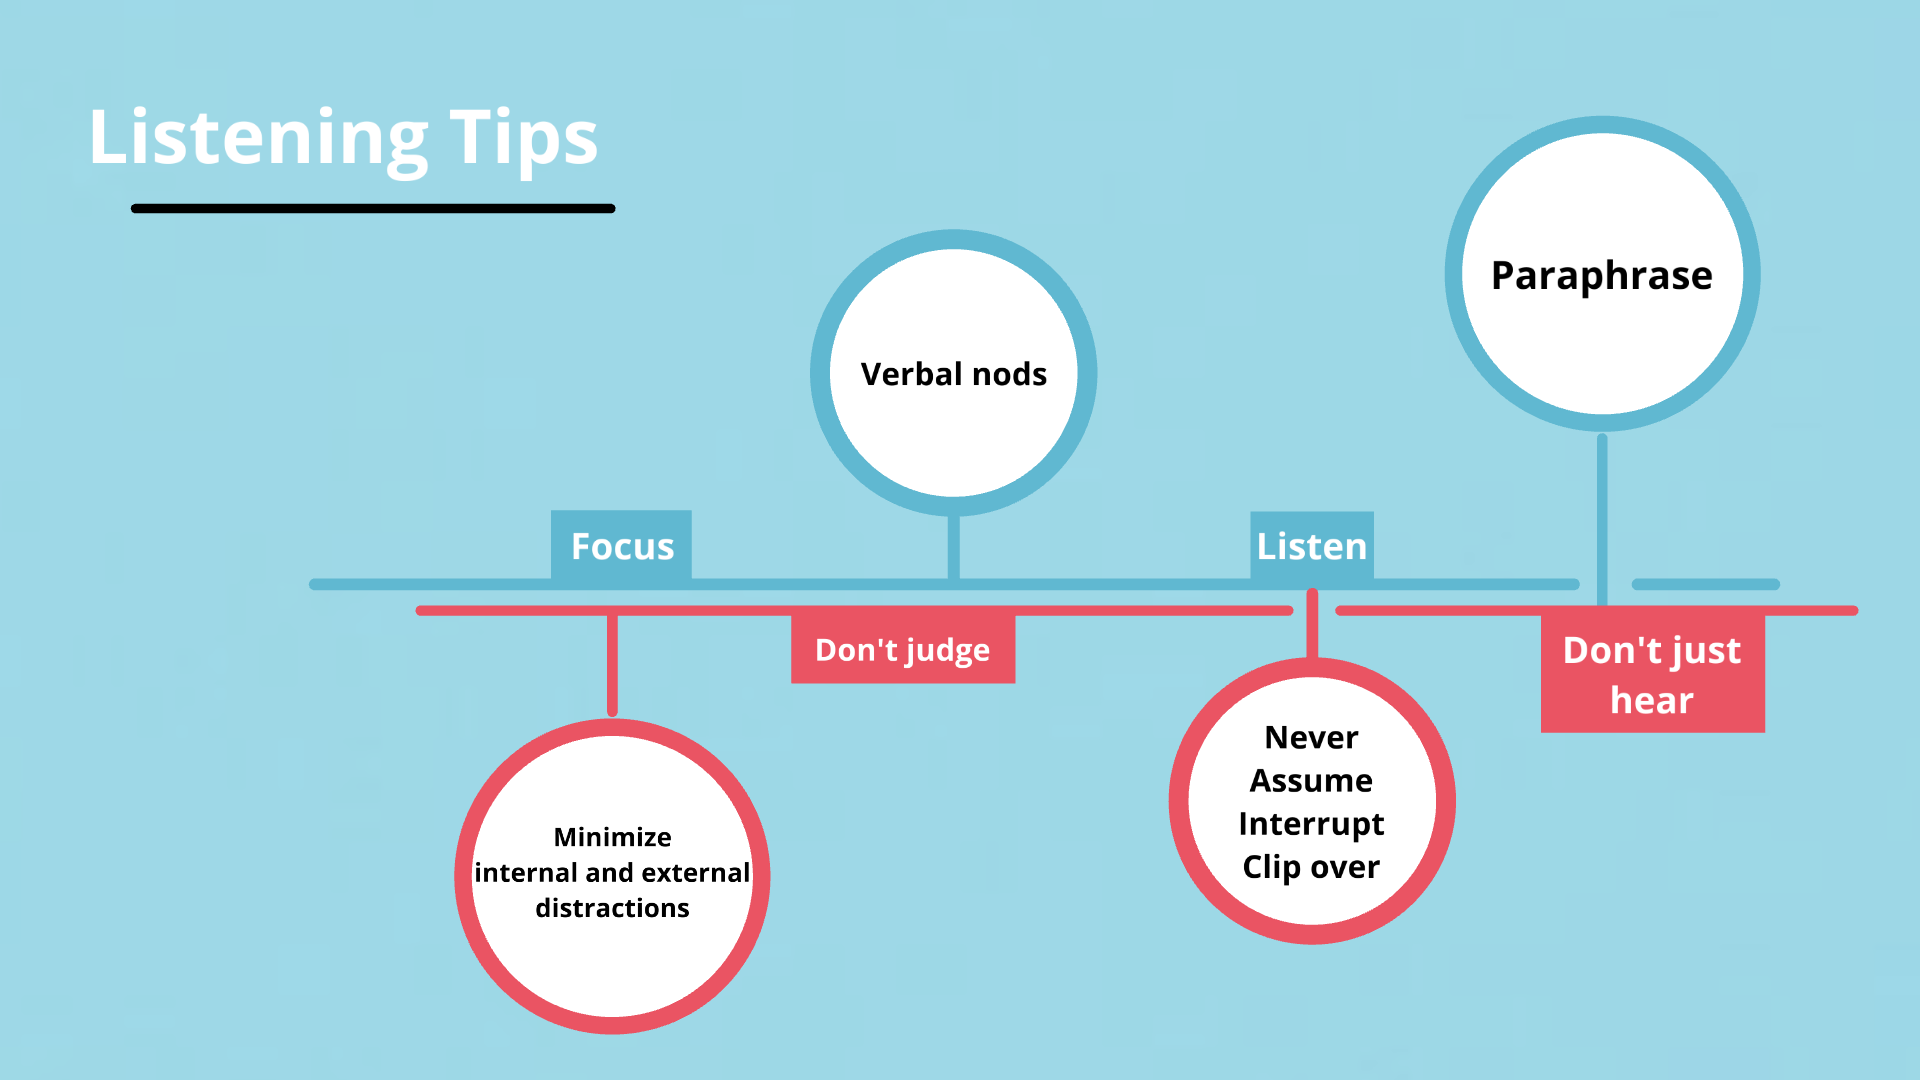 Listening Tips
Paraphrase
Verbal nods
Focus
Listen
Don't judge
Don't just
hear
Minimize
internal and external
distractions
Never
Assume
Interrupt
Clip over